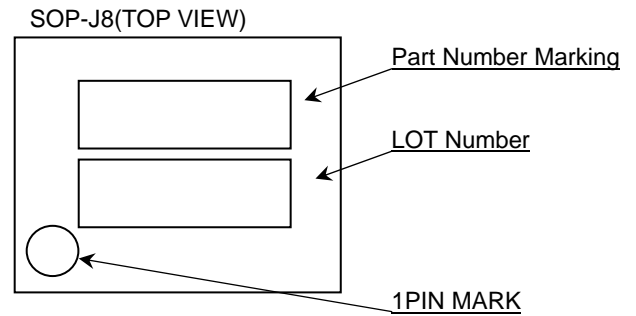 SOP-J8(TOP VIEW)
Part Number Marking
LOT Number
1PIN MARK